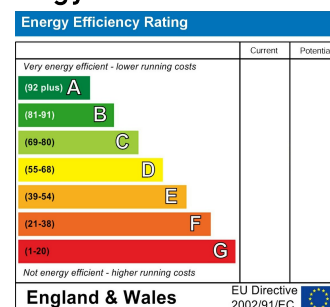 Energy Efficiency Rating
Current Potentia
Very energy efficient - lower running costs
(92 plus) A
(81-91) B
(69-80) C
(55-68) D
(39-54) E
(21-38) F
(1-20) G
Not energy efficient - higher running costs
England & Wales
EU Directive
2002/91/EC